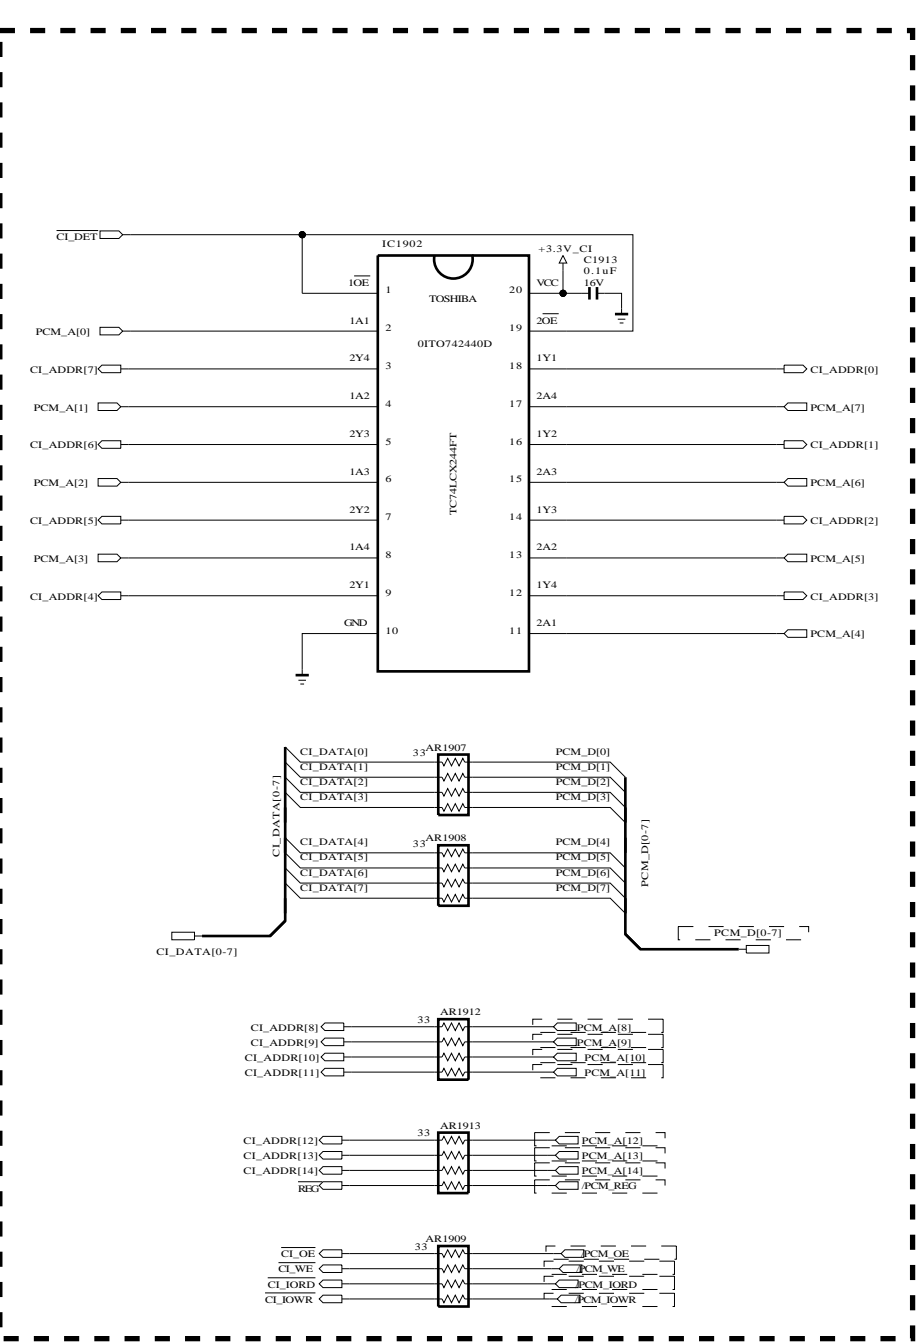 CI_DET
IC1902
+3.3V_CI
C1913
0.1uF
16V
1OE
1
TOSHIBA
20
VCC
PCM_A[0]
1A1
2
19
2OE
0ITO742440D
CI_ADDR[7]
2Y4
3
18
1Y1
CI_ADDR[0]
PCM_A[1]
1A2
4
17
2A4
PCM_A[7]
CI_ADDR[6]
2Y3
5
16
1Y2
CI_ADDR[1]
TC74LCX244FT
PCM_A[2]
1A3
6
15
2A3
PCM_A[6]
CI_ADDR[5]
2Y2
7
14
1Y3
CI_ADDR[2]
PCM_A[3]
1A4
8
13
2A2
PCM_A[5]
CI_ADDR[4]
2Y1
9
12
1Y4
CI_ADDR[3]
GND
10
11
2A1
PCM_A[4]
CI_DATA[0]
33
AR1907
PCM_D[0]
CI_DATA[1]
PCM_D[1]
CI_DATA[2]
PCM_D[2]
CI_DATA[3]
PCM_D[3]
CI_DATA[0-7]
PCM_D[0-7]
CI_DATA[4]
33
AR1908
PCM_D[4]
CI_DATA[5]
PCM_D[5]
CI_DATA[6]
PCM_D[6]
CI_DATA[7]
PCM_D[7]
CI_DATA[0-7]
PCM_D[0-7]
33
AR1912
CI_ADDR[8]
PCM_A[8]
CI_ADDR[9]
PCM_A[9]
CI_ADDR[10]
PCM_A[10]
CI_ADDR[11]
PCM_A[11]
33
AR1913
CI_ADDR[12]
PCM_A[12]
CI_ADDR[13]
PCM_A[13]
CI_ADDR[14]
PCM_A[14]
REG
/PCM_REG
33
AR1909
CI_OE
/PCM_OE
CI_WE
/PCM_WE
CI_IORD
/PCM_IORD
CI_IOWR
/PCM_IOWR